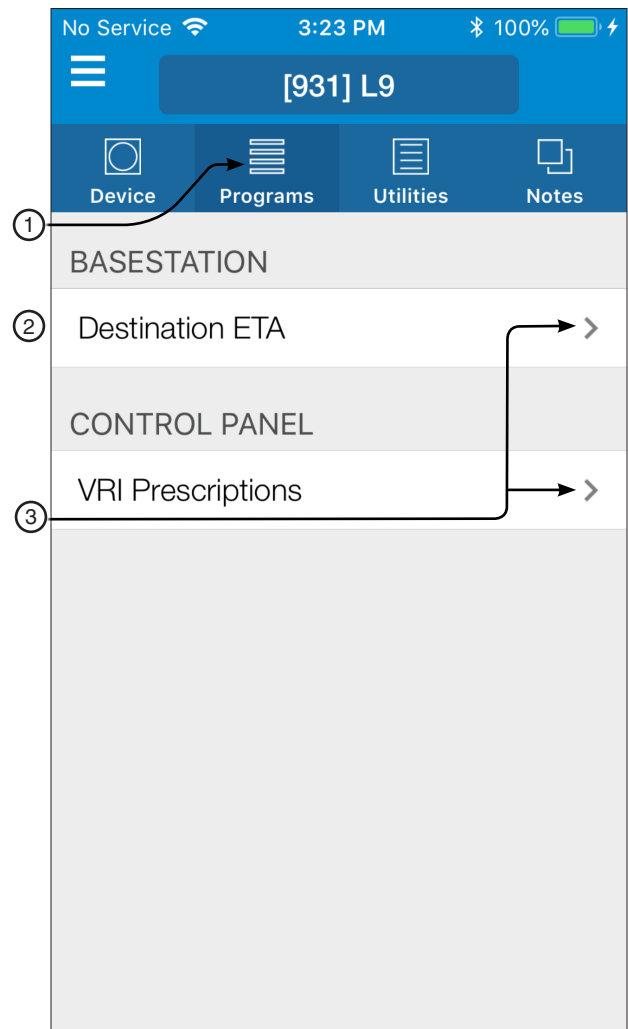 No Service 3:23 PM 100%
[931] L9
Device Programs Utilities Notes
1
BASESTATION
2 Destination ETA
CONTROL PANEL
VRI Prescriptions
3